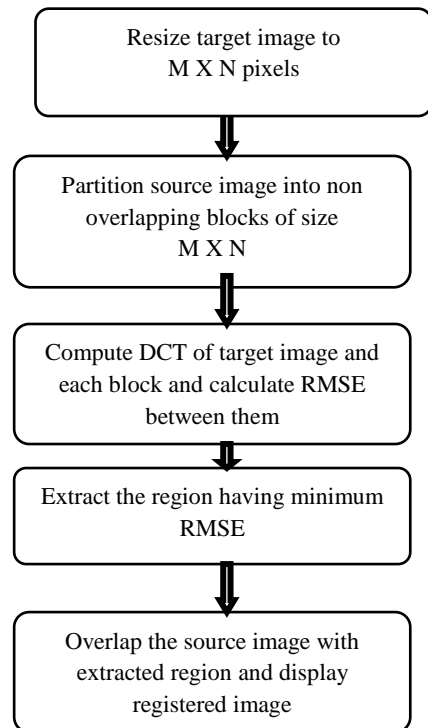 Resize target image to
M X N pixels
Partition source image into non
overlapping blocks of size
M X N
Compute DCT of target image and
each block and calculate RMSE
between them
Extract the region having minimum
RMSE
Overlap the source image with
extracted region and display
registered image